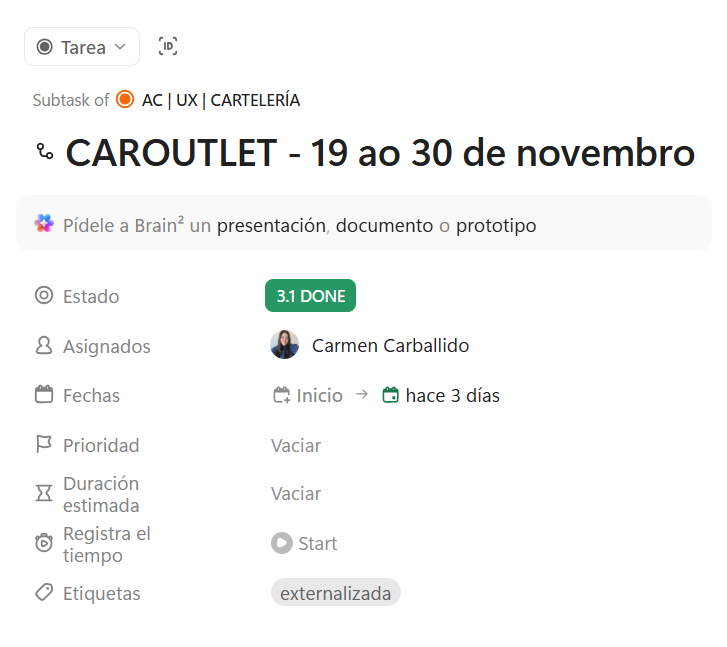 Tarea
ID
Subtask of AC | UX | CARTELERÍA
CAROUTLET - 19 ao 30 de novembro
Pídele a Brain² un presentación, documento o prototipo
Estado 3.1 DONE
Asignados Carmen Carballido
Fechas Inicio → hace 3 días
Prioridad Vaciar
Duración
estimada Vaciar
Registra el
tiempo Start
Etiquetas externalizada